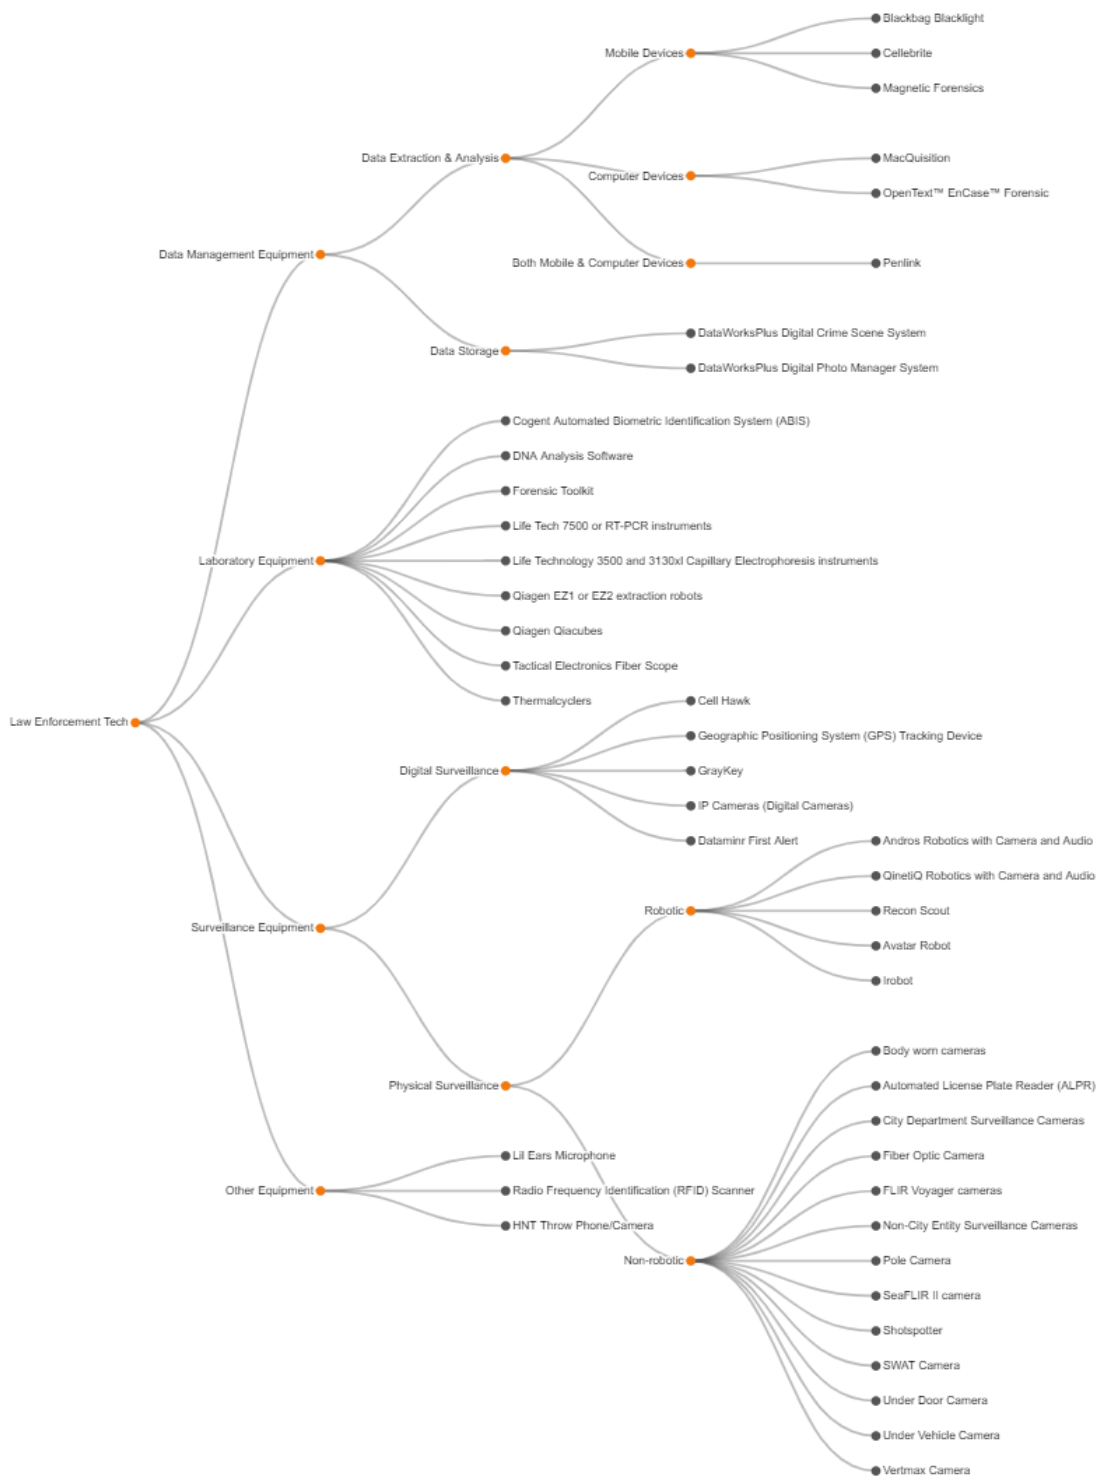 Law Enforcement Tech
Data Management Equipment
Data Extraction & Analysis
Mobile Devices
Blackbag Blacklight
Cellebrite
Magnetic Forensics
Computer Devices
MacQuisition
OpenText™ EnCase™ Forensic
Both Mobile & Computer Devices
Penlink
Data Storage
DataWorksPlus Digital Crime Scene System
DataWorksPlus Digital Photo Manager System
Laboratory Equipment
Cogent Automated Biometric Identification System (ABIS)
DNA Analysis Software
Forensic Toolkit
Life Tech 7500 or RT-PCR instruments
Life Technology 3500 and 3130xl Capillary Electrophoresis instruments
Qiagen EZ1 or EZ2 extraction robots
Qiagen Qiacubes
Tactical Electronics Fiber Scope
Thermalcyclers
Surveillance Equipment
Digital Surveillance
Cell Hawk
Geographic Positioning System (GPS) Tracking Device
GrayKey
IP Cameras (Digital Cameras)
Dataminr First Alert
Physical Surveillance
Robotic
Andros Robotics with Camera and Audio
QinetiQ Robotics with Camera and Audio
Recon Scout
Avatar Robot
Irobot
Non-robotic
Body worn cameras
Automated License Plate Reader (ALPR)
City Department Surveillance Cameras
Fiber Optic Camera
FLIR Voyager cameras
Non-City Entity Surveillance Cameras
Pole Camera
SeaFLIR II camera
Shotspotter
SWAT Camera
Under Door Camera
Under Vehicle Camera
Vertmax Camera
Other Equipment
Lil Ears Microphone
Radio Frequency Identification (RFID) Scanner
HNT Throw Phone/Camera